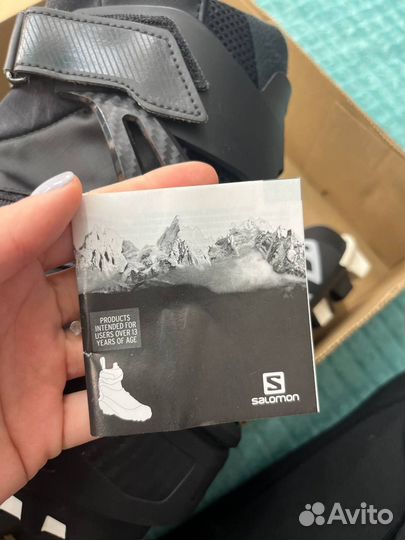 PRODUCTS
INTENDED FOR
USERS OVER 13
YEARS OF AGE
SALOMON
Avito